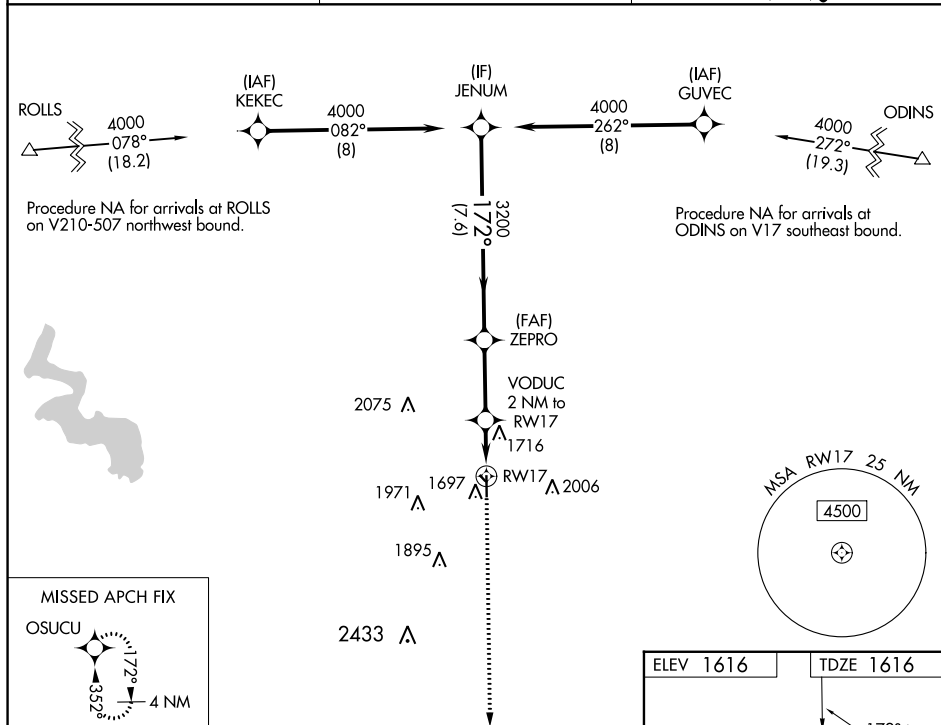 (IF)
JENUM
(IAF)
KEKEC
(IAF)
GUVEC
ROLLS
4000
078°
(18.2)
4000
082°
(8)
4000
262°
(8)
ODINS
4000
272°
(19.3)
Procedure NA for arrivals at ROLLS
on V210-507 northwest bound.
Procedure NA for arrivals at
ODINS on V17 southeast bound.
3200
172°
(7.6)
(FAF)
ZEPRO
VODUC
2 NM to
RW17
2075
1716
RW17
1697
2006
1971
1895
2433
MSA RW17 25 NM
4500
MISSED APCH FIX
OSUCU
172°
352°
4 NM
ELEV 1616
TDZE 1616